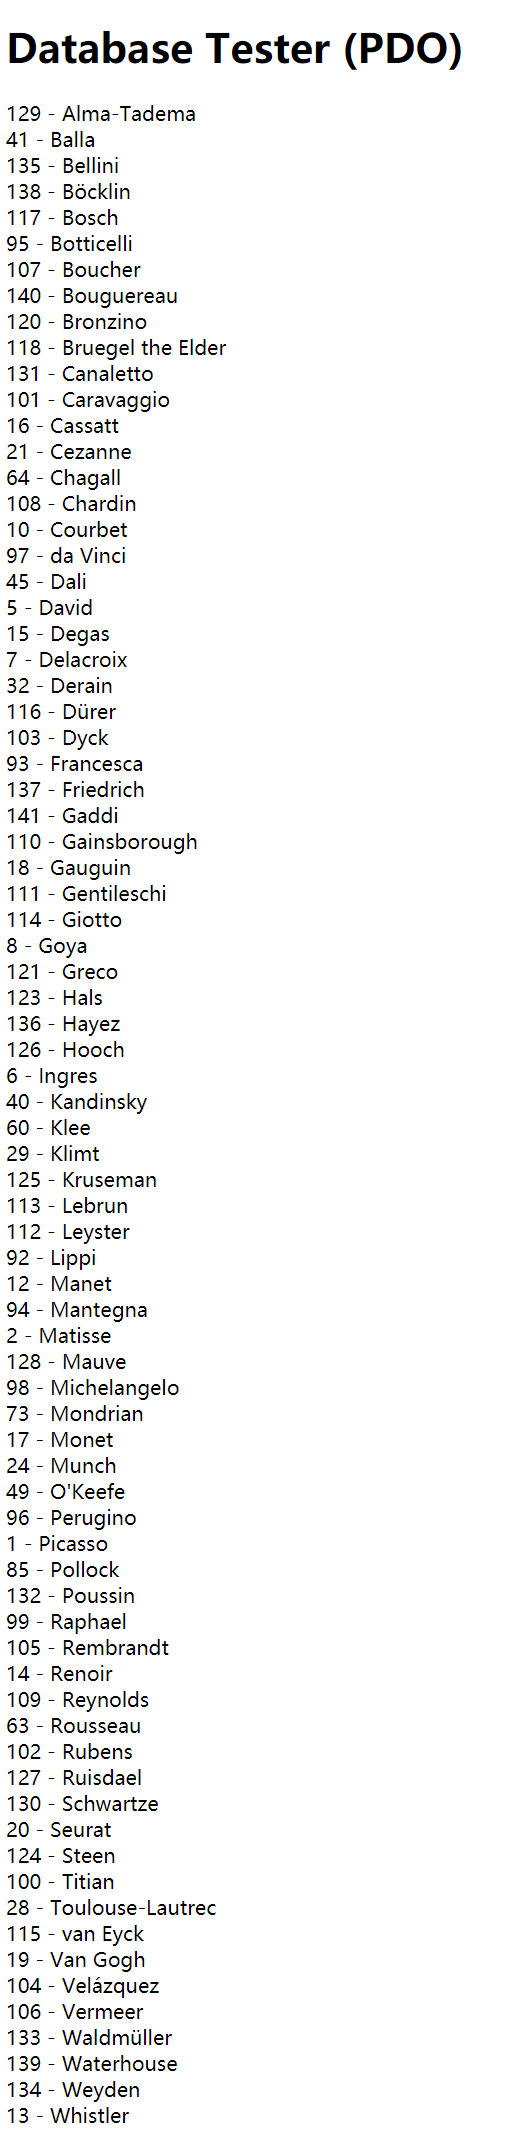 Database Tester (PDO)
129 - Alma-Tadema
41 - Balla
135 - Bellini
138 - Böcklin
117 - Bosch
95 - Botticelli
107 - Boucher
140 - Bouguereau
120 - Bronzino
118 - Bruegel the Elder
131 - Canaletto
101 - Caravaggio
16 - Cassatt
21 - Cezanne
64 - Chagall
108 - Chardin
10 - Courbet
97 - da Vinci
45 - Dali
5 - David
15 - Degas
7 - Delacroix
32 - Derain
116 - Dürer
103 - Dyck
93 - Francesca
137 - Friedrich
141 - Gaddi
110 - Gainsborough
18 - Gauguin
111 - Gentileschi
114 - Giotto
8 - Goya
121 - Greco
123 - Hals
136 - Hayez
126 - Hooch
6 - Ingres
40 - Kandinsky
60 - Klee
29 - Klimt
125 - Kruseman
113 - Lebrun
112 - Leyster
92 - Lippi
12 - Manet
94 - Mantegna
2 - Matisse
128 - Mauve
98 - Michelangelo
73 - Mondrian
17 - Monet
24 - Munch
49 - O'Keefe
96 - Perugino
1 - Picasso
85 - Pollock
132 - Poussin
99 - Raphael
105 - Rembrandt
14 - Renoir
109 - Reynolds
63 - Rousseau
102 - Rubens
127 - Ruisdael
130 - Schwartze
20 - Seurat
124 - Steen
100 - Titian
28 - Toulouse-Lautrec
115 - van Eyck
19 - Van Gogh
104 - Velázquez
106 - Vermeer
133 - Waldmüller
139 - Waterhouse
134 - Weyden
13 - Whistler